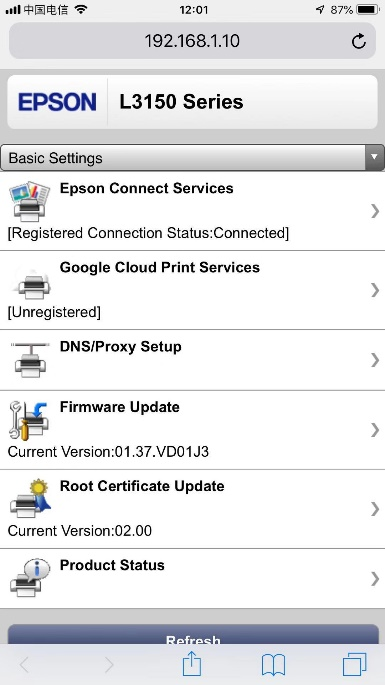 中国电信 12:01 87%
192.168.1.10
EPSON L3150 Series
Basic Settings
Epson Connect Services
[Registered Connection Status:Connected]
Google Cloud Print Services
[Unregistered]
DNS/Proxy Setup
Firmware Update
Current Version:01.37.VD01J3
Root Certificate Update
Current Version:02.00
Product Status
Refresh